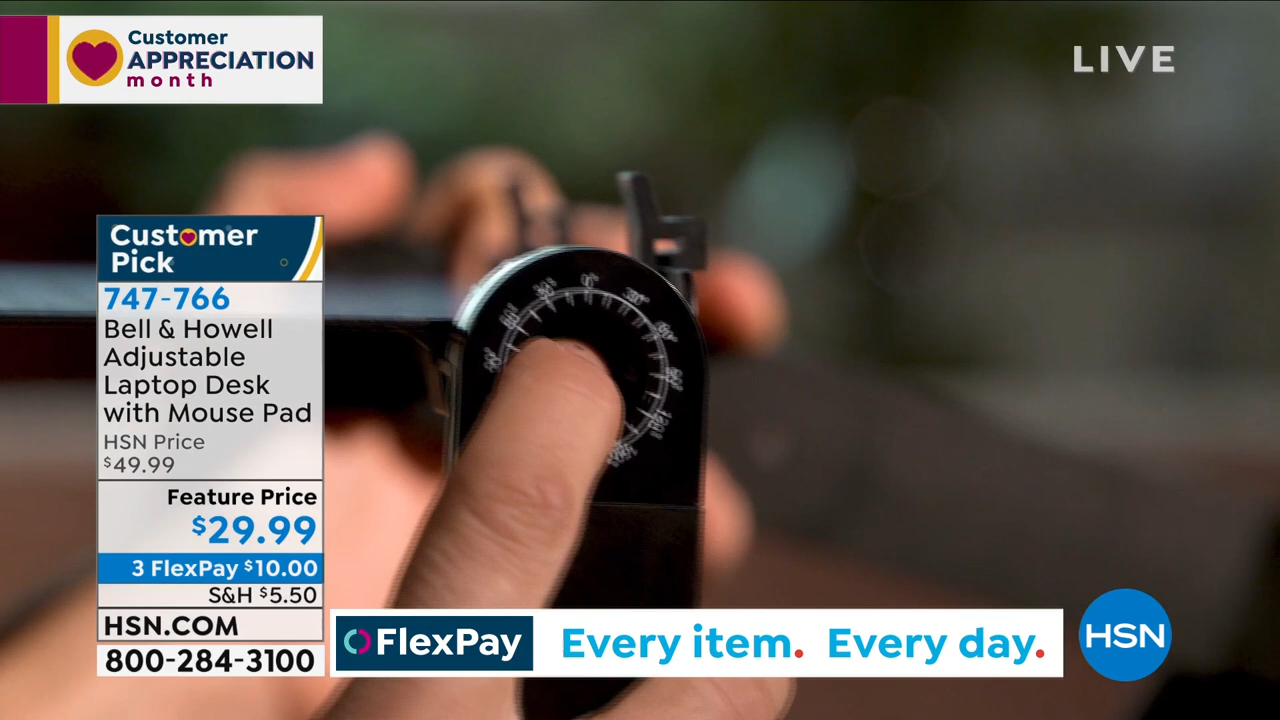 Customer
APPRECIATION
month
LIVE
Customer
Pick
747-766
Bell & Howell
Adjustable
Laptop Desk
with Mouse Pad
HSN Price
$49.99
Feature Price
$29.99
3 FlexPay $10.00
S&H $5.50
HSN.COM
800-284-3100
FlexPay
Every item. Every day.
HSN
0°
30°